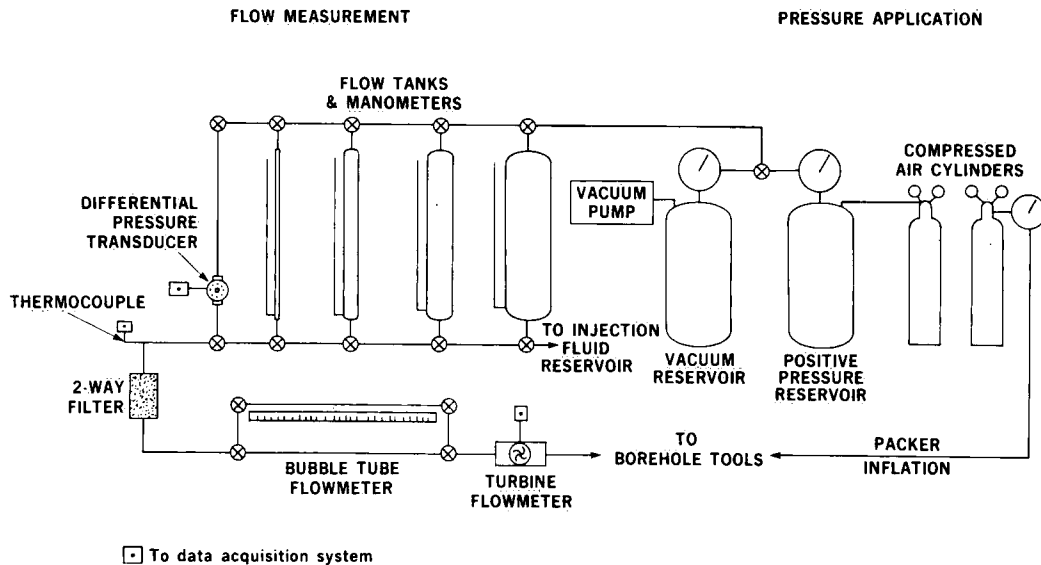 FLOW MEASUREMENT
PRESSURE APPLICATION
FLOW TANKS
& MANOMETERS
COMPRESSED
AIR CYLINDERS
VACUUM
PUMP
DIFFERENTIAL
PRESSURE
TRANSDUCER
THERMOCOUPLE
TO INJECTION
FLUID
RESERVOIR
VACUUM
RESERVOIR
POSITIVE
PRESSURE
RESERVOIR
2-WAY
FILTER
BUBBLE TUBE
FLOWMETER
TURBINE
FLOWMETER
TO
BOREHOLE TOOLS
PACKER
INFLATION
To data acquisition system